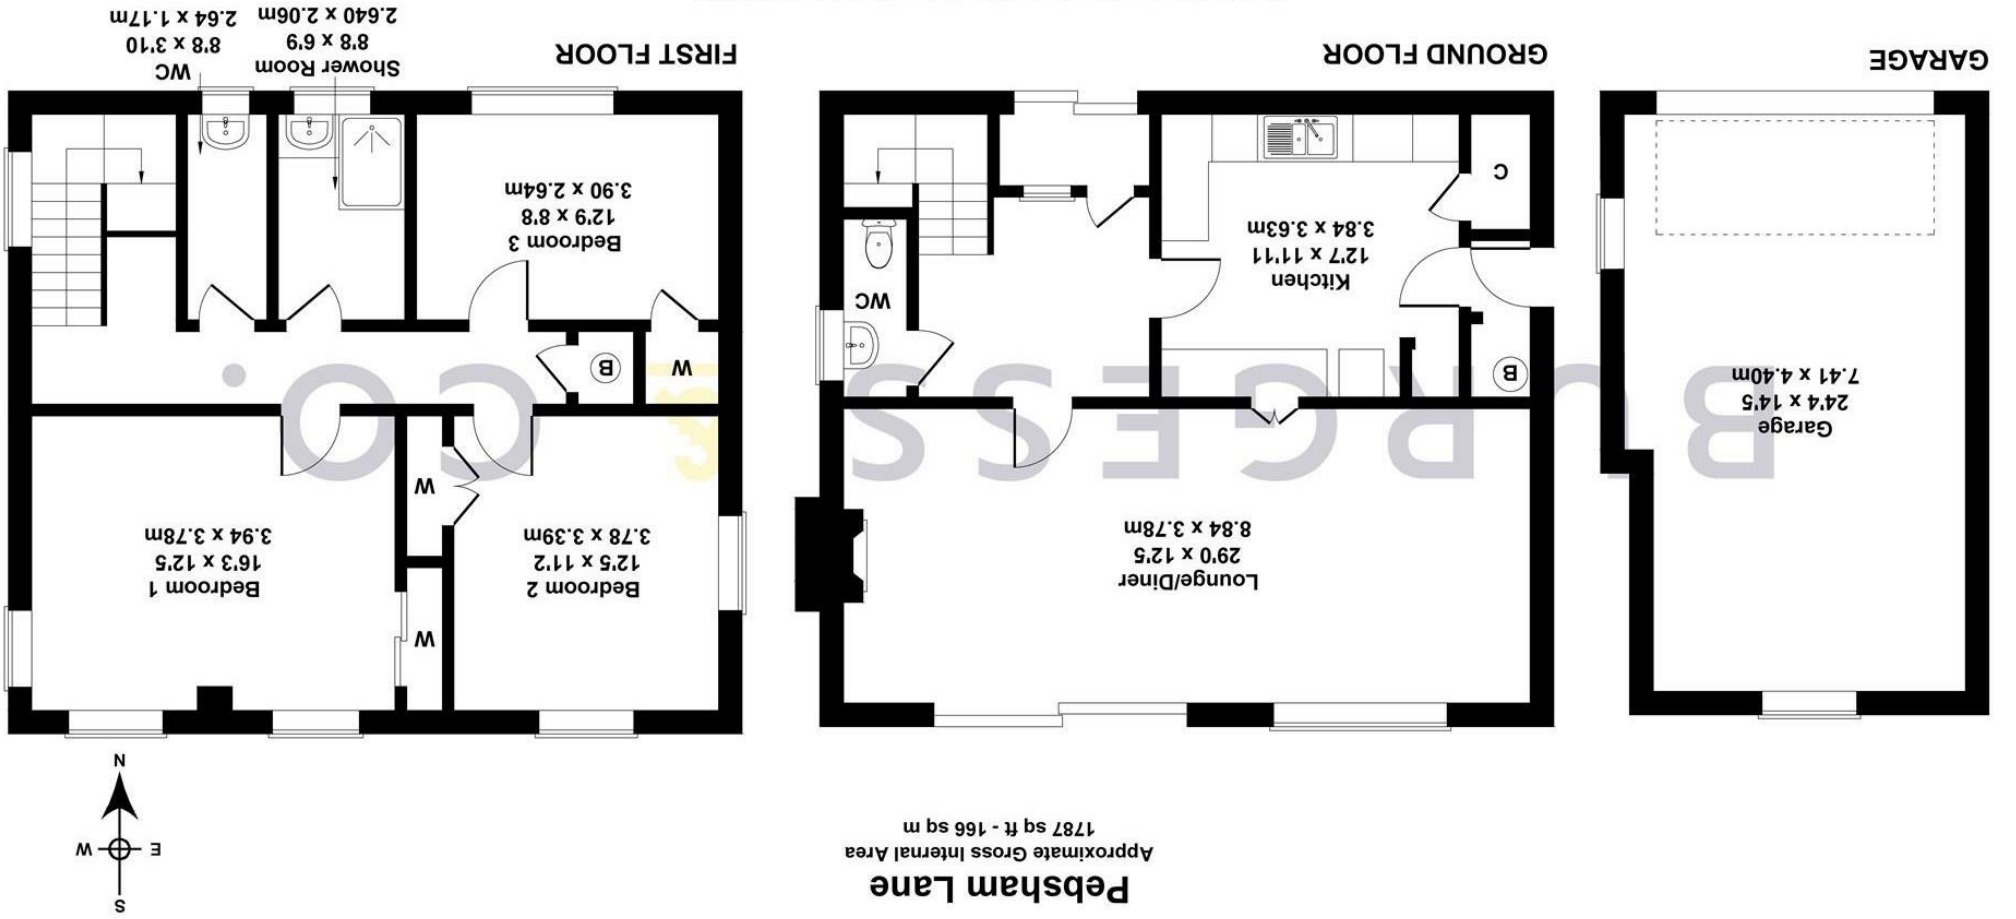 Pebsham Lane
Approximate Gross Internal Area
1787 sq ft - 166 sq m
S
E
W
N
Garage
24'4 x 14'5
7.41 x 4.40m
GARAGE
Lounge/Diner
29'0 x 12'5
8.84 x 3.78m
B
Kitchen
12'7 x 11'11
3.84 x 3.63m
C
WC
GROUND FLOOR
Bedroom 2
12'5 x 11'2
3.78 x 3.39m
W
W
Bedroom 1
16'3 x 12'5
3.94 x 3.78m
W
B
Bedroom 3
12'9 x 8'8
3.90 x 2.64m
FIRST FLOOR
Shower Room
8'8 x 6'9
2.640 x 2.06m
WC
8'8 x 3'10
2.64 x 1.17m
BURGESS & CO.